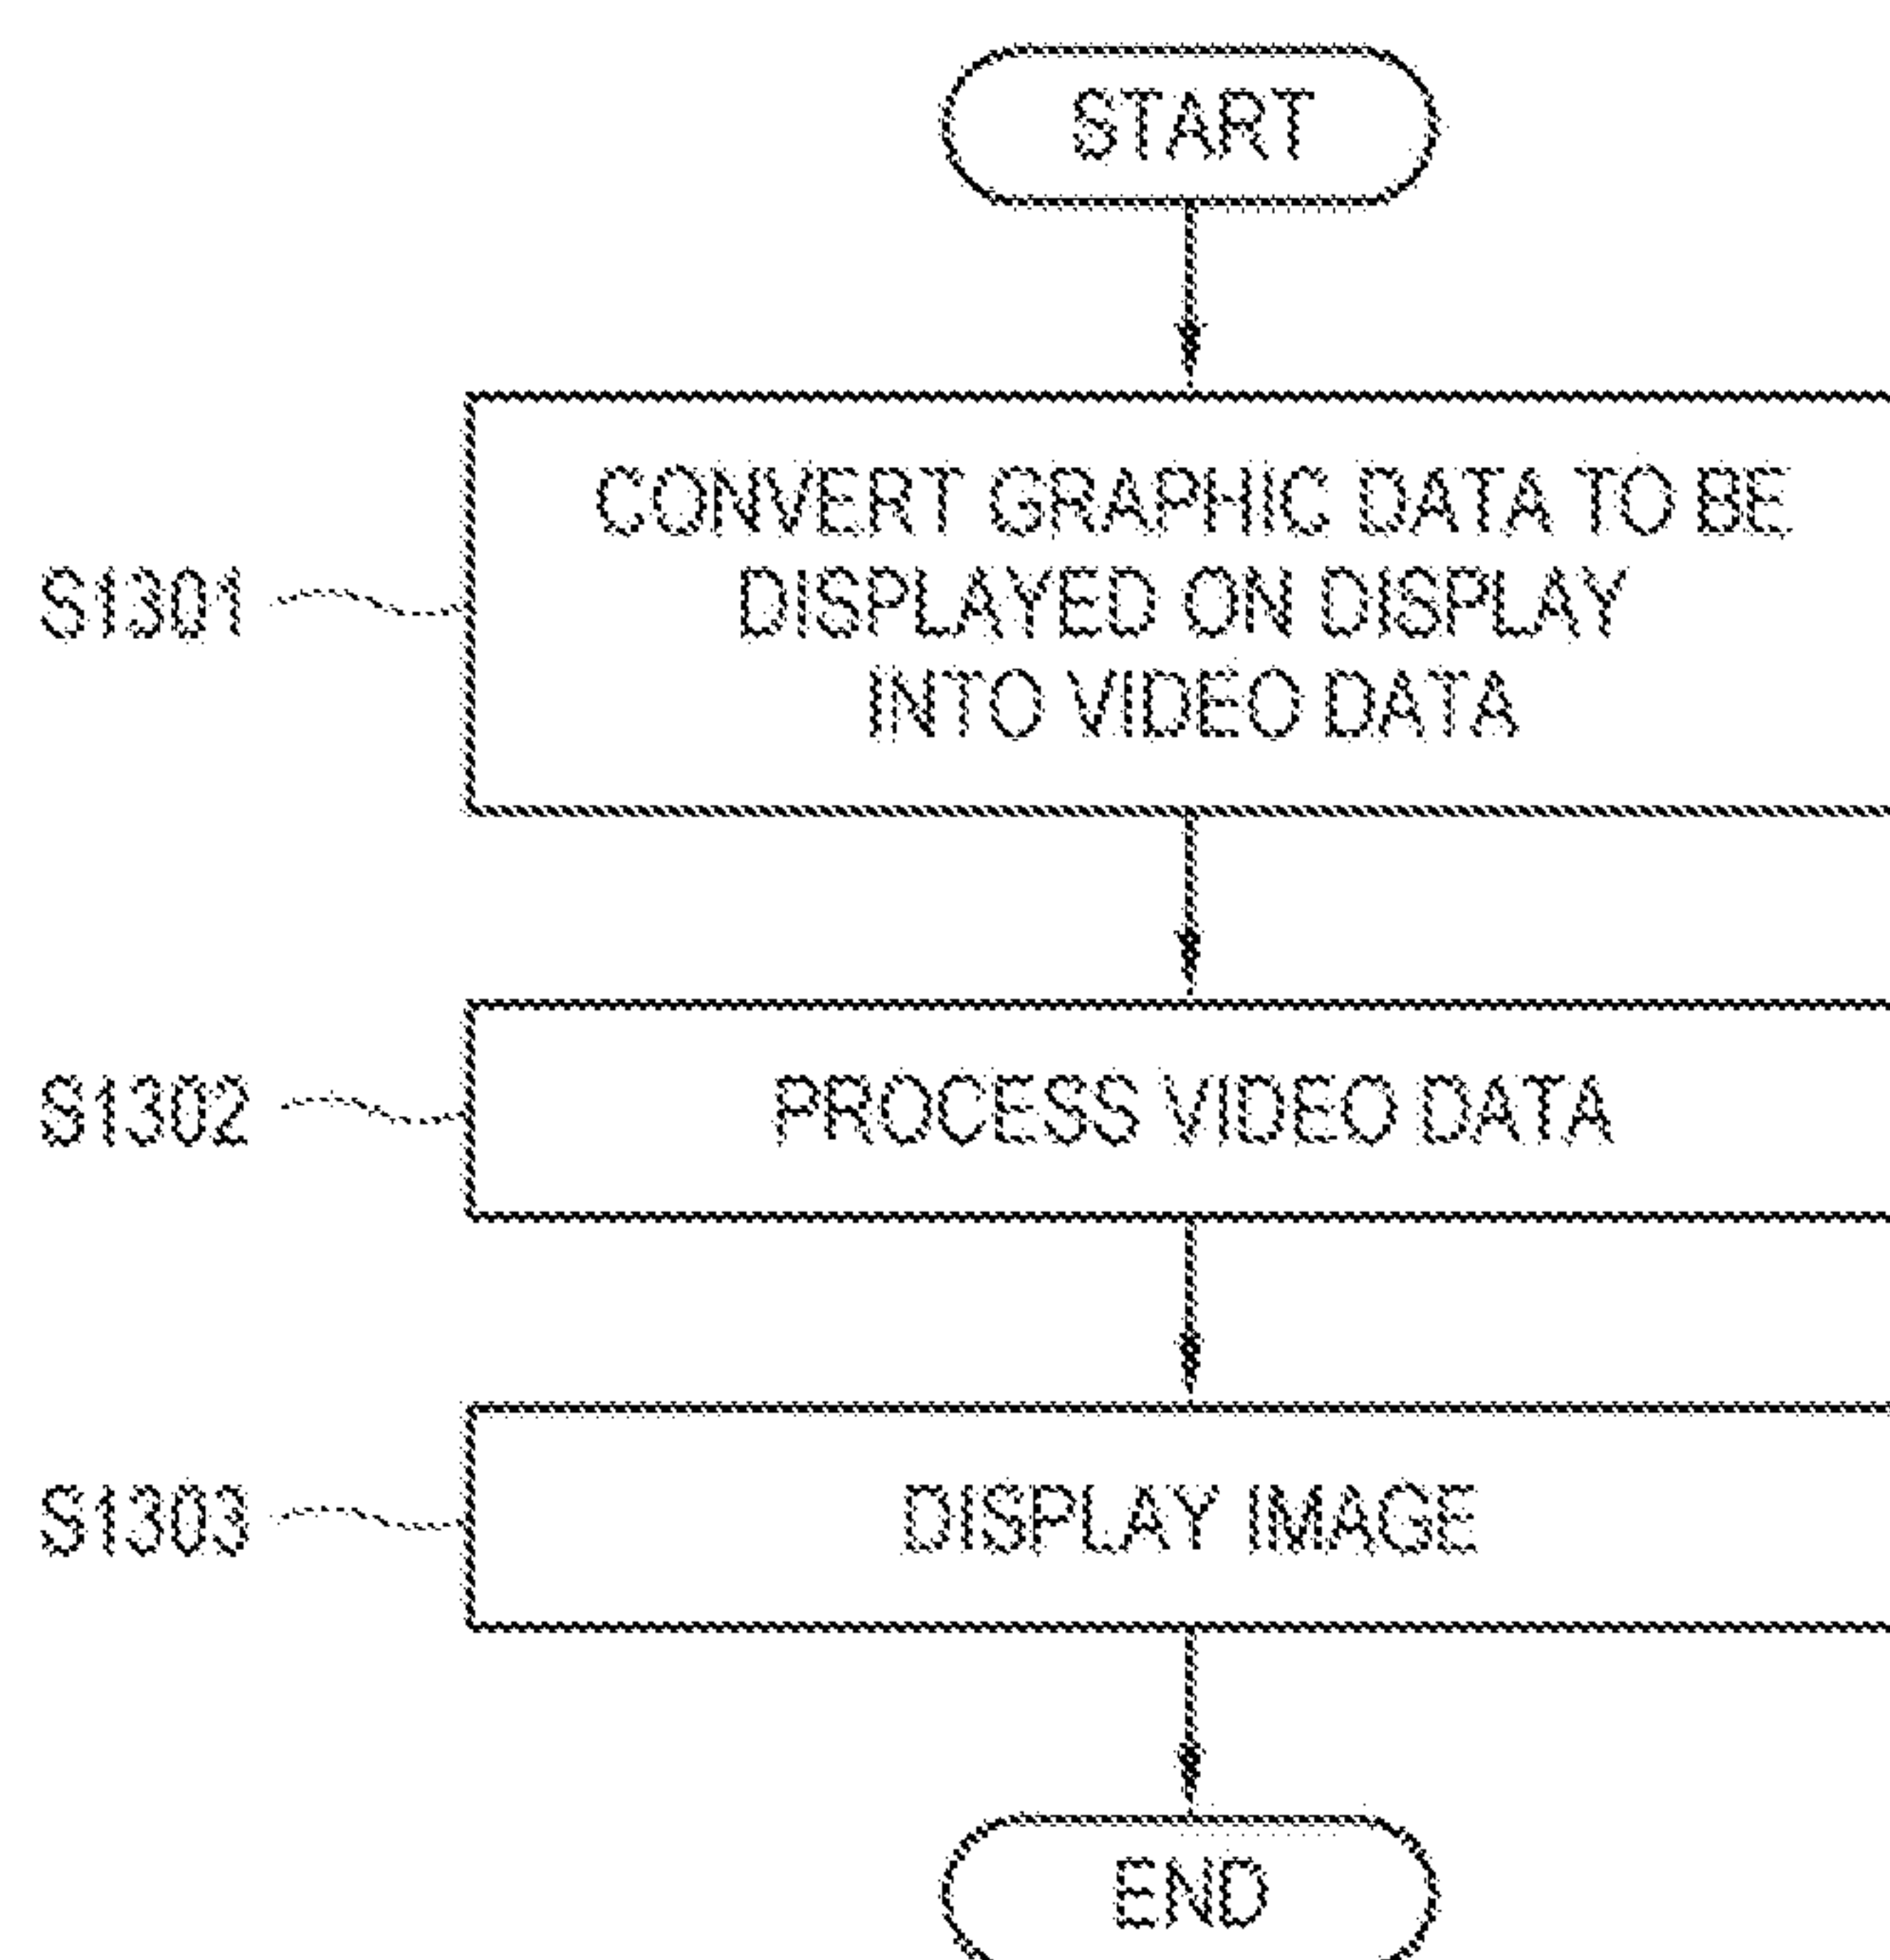 START
CONVERT GRAPHIC DATA TO BE
DISPLAYED ON DISPLAY
INTO VIDEO DATA
S1301
PROCESS VIDEO DATA
S1302
DISPLAY IMAGE
S1303
END